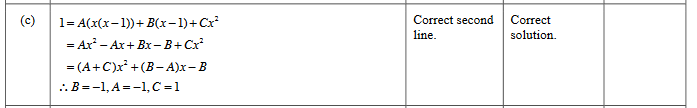 (c)
1 = A(x(x−1)) + B(x−1) + Cx²
= Ax² − Ax + Bx − B + Cx²
= (A+C)x² + (B−A)x − B
∴ B = −1, A = −1, C = 1
Correct second
line.
Correct
solution.